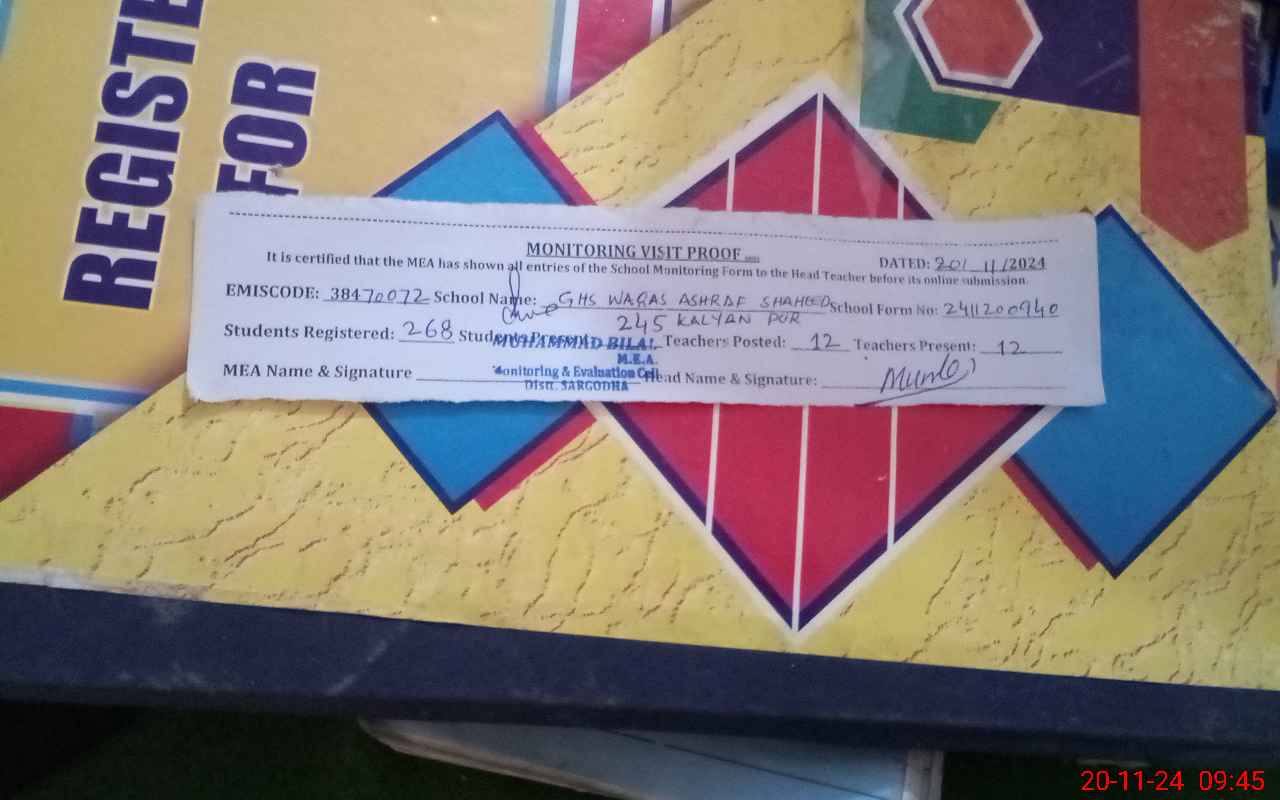 REGISTE
FOR
MONITORING VISIT PROOF
DATED: 20/ 11/2024
It is certified that the MEA has shown all entries of the School Monitoring Form to the Head Teacher before its online submission.
EMISCODE: 38470072 School Name: GHS WAQAS ASHRAF SHAHEED School Form No: 2411200940
245 KALYAN PUR
Students Registered: 268 Students Present: 245 Teachers Posted: 12 Teachers Present: 12
MUHAMMAD BILAL
M.E.A.
MEA Name & Signature Monitoring & Evaluation Cell Head Name & Signature:
Distt. SARGODHA
20-11-24 09:45